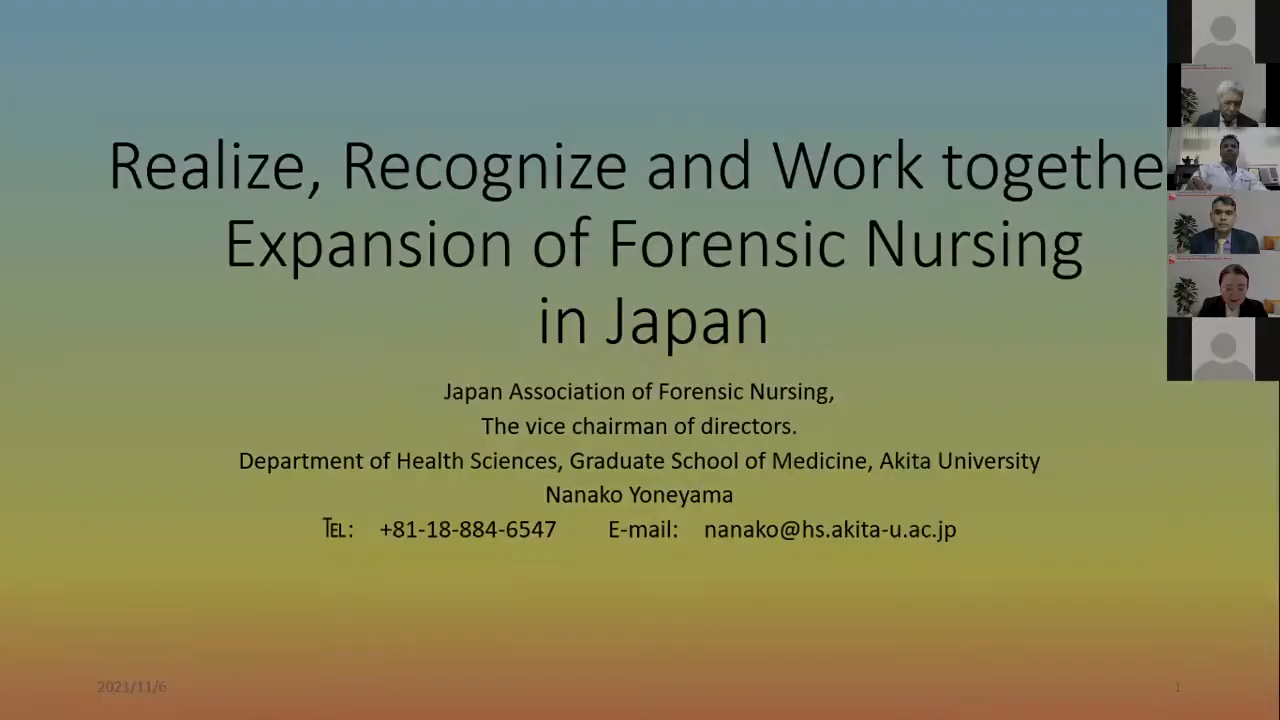 Realize, Recognize and Work togethe
Expansion of Forensic Nursing
in Japan
Japan Association of Forensic Nursing,
The vice chairman of directors.
Department of Health Sciences, Graduate School of Medicine, Akita University
Nanako Yoneyama
℡: +81-18-884-6547 E-mail: nanako@hs.akita-u.ac.jp
2021/11/6
1